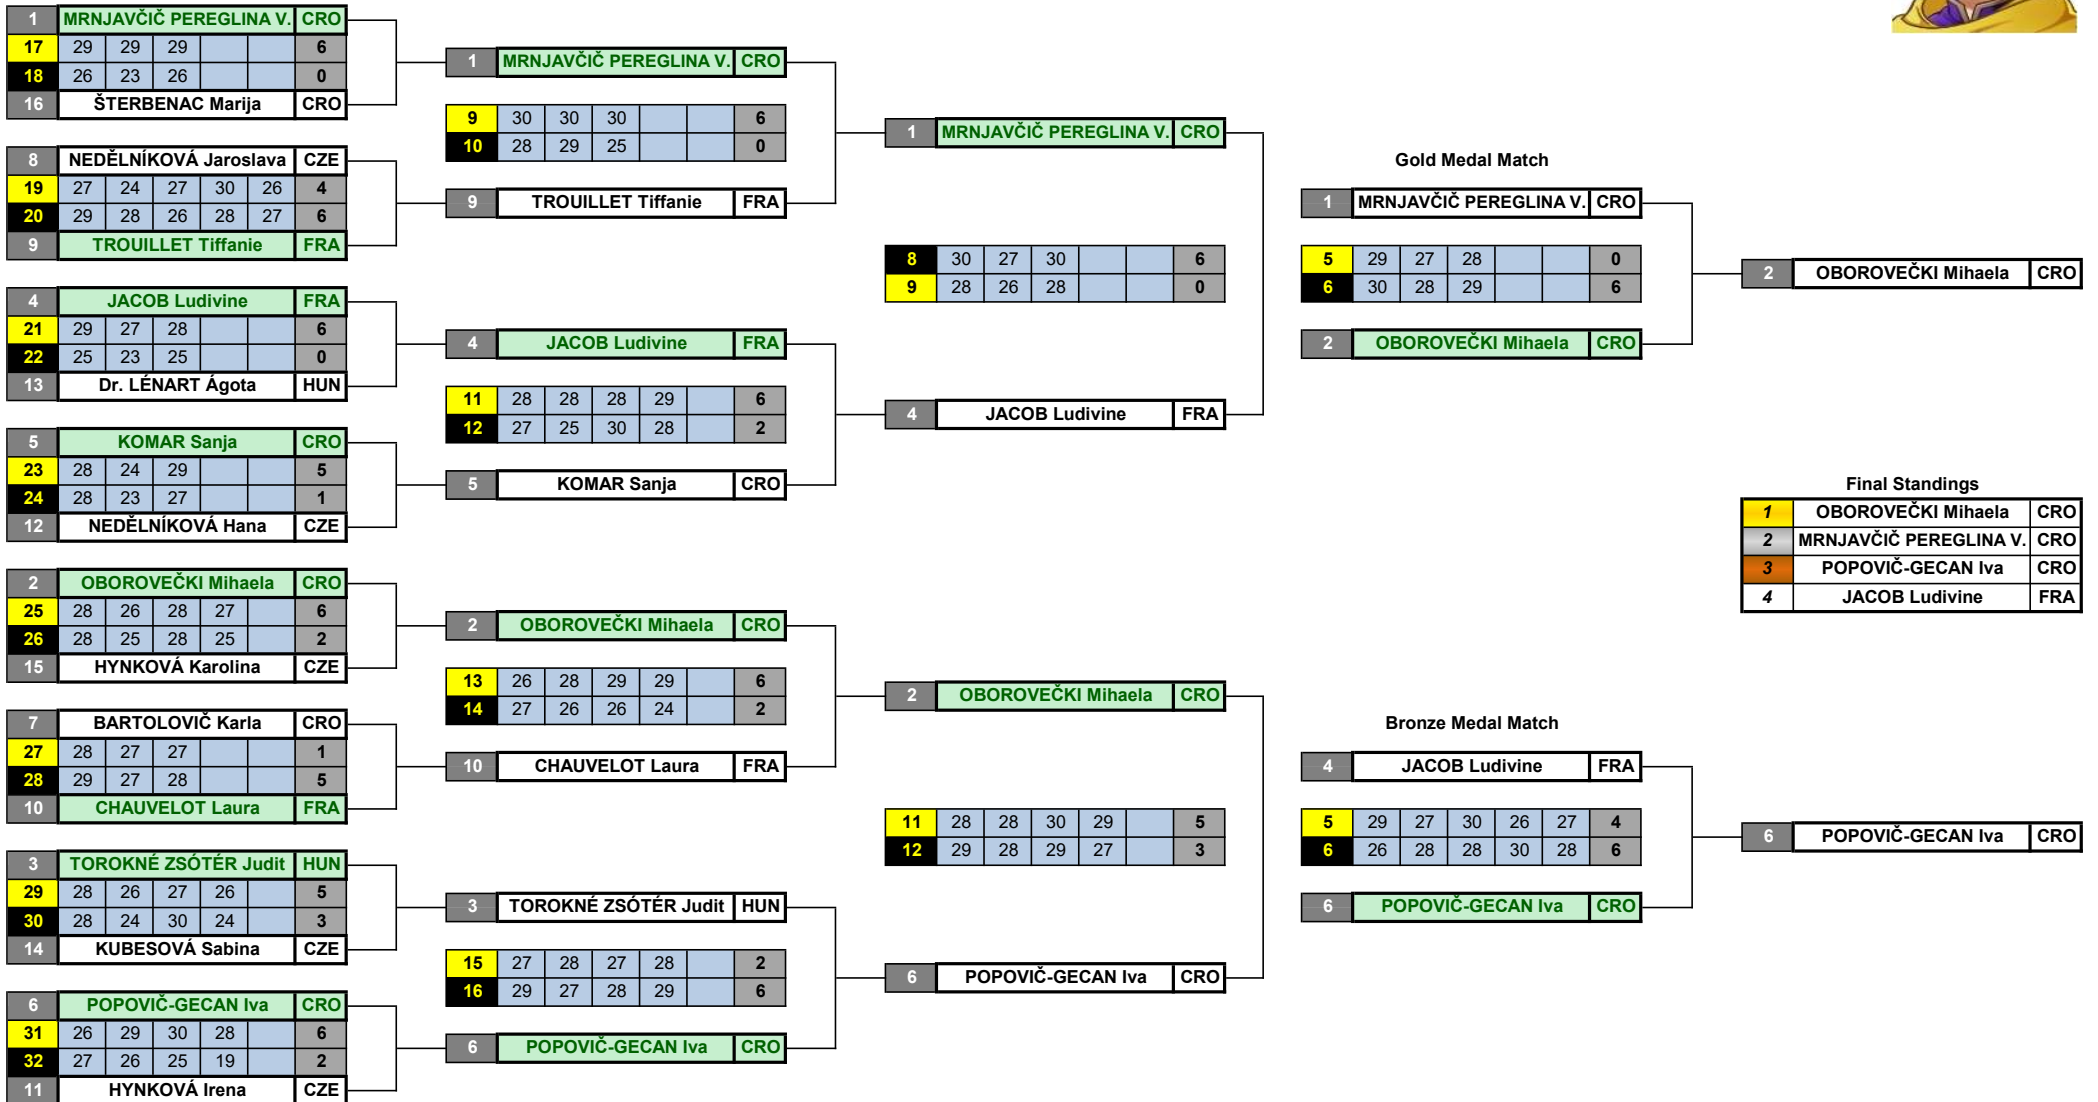 1 MRNJAVČIČ PEREGLINA V. CRO
17 29 29 29 6
18 26 23 26 0
16 ŠTERBENAC Marija CRO
8 NEDĚLNÍKOVÁ Jaroslava CZE
19 27 24 27 30 26 4
20 29 28 26 28 27 6
9 TROUILLET Tiffanie FRA
4 JACOB Ludivine FRA
21 29 27 28 6
22 25 23 25 0
13 Dr. LÉNART Ágota HUN
5 KOMAR Sanja CRO
23 28 24 29 5
24 28 23 27 1
12 NEDĚLNÍKOVÁ Hana CZE
2 OBOROVEČKI Mihaela CRO
25 28 26 28 27 6
26 28 25 28 25 2
15 HYNKOVÁ Karolina CZE
7 BARTOLOVIČ Karla CRO
27 28 27 27 1
28 29 27 28 5
10 CHAUVELOT Laura FRA
3 TOROKNÉ ZSÓTÉR Judit HUN
29 28 26 27 26 5
30 28 24 30 24 3
14 KUBESOVÁ Sabina CZE
6 POPOVIČ-GECAN Iva CRO
31 26 29 30 28 6
32 27 26 25 19 2
11 HYNKOVÁ Irena CZE
1 MRNJAVČIČ PEREGLINA V. CRO
9 30 30 30 6
10 28 29 25 0
9 TROUILLET Tiffanie FRA
4 JACOB Ludivine FRA
11 28 28 28 29 6
12 27 25 30 28 2
5 KOMAR Sanja CRO
2 OBOROVEČKI Mihaela CRO
13 26 28 29 29 6
14 27 26 26 24 2
10 CHAUVELOT Laura FRA
3 TOROKNÉ ZSÓTÉR Judit HUN
15 27 28 27 28 2
16 29 27 28 29 6
6 POPOVIČ-GECAN Iva CRO
1 MRNJAVČIČ PEREGLINA V. CRO
8 30 27 30 6
9 28 26 28 0
4 JACOB Ludivine FRA
2 OBOROVEČKI Mihaela CRO
11 28 28 30 29 5
12 29 28 29 27 3
6 POPOVIČ-GECAN Iva CRO
Gold Medal Match
1 MRNJAVČIČ PEREGLINA V. CRO
5 29 27 28 0
6 30 28 29 6
2 OBOROVEČKI Mihaela CRO
Bronze Medal Match
4 JACOB Ludivine FRA
5 29 27 30 26 27 4
6 26 28 28 30 28 6
6 POPOVIČ-GECAN Iva CRO
2 OBOROVEČKI Mihaela CRO
Final Standings
1 OBOROVEČKI Mihaela CRO
2 MRNJAVČIČ PEREGLINA V. CRO
3 POPOVIČ-GECAN Iva CRO
4 JACOB Ludivine FRA
6 POPOVIČ-GECAN Iva CRO